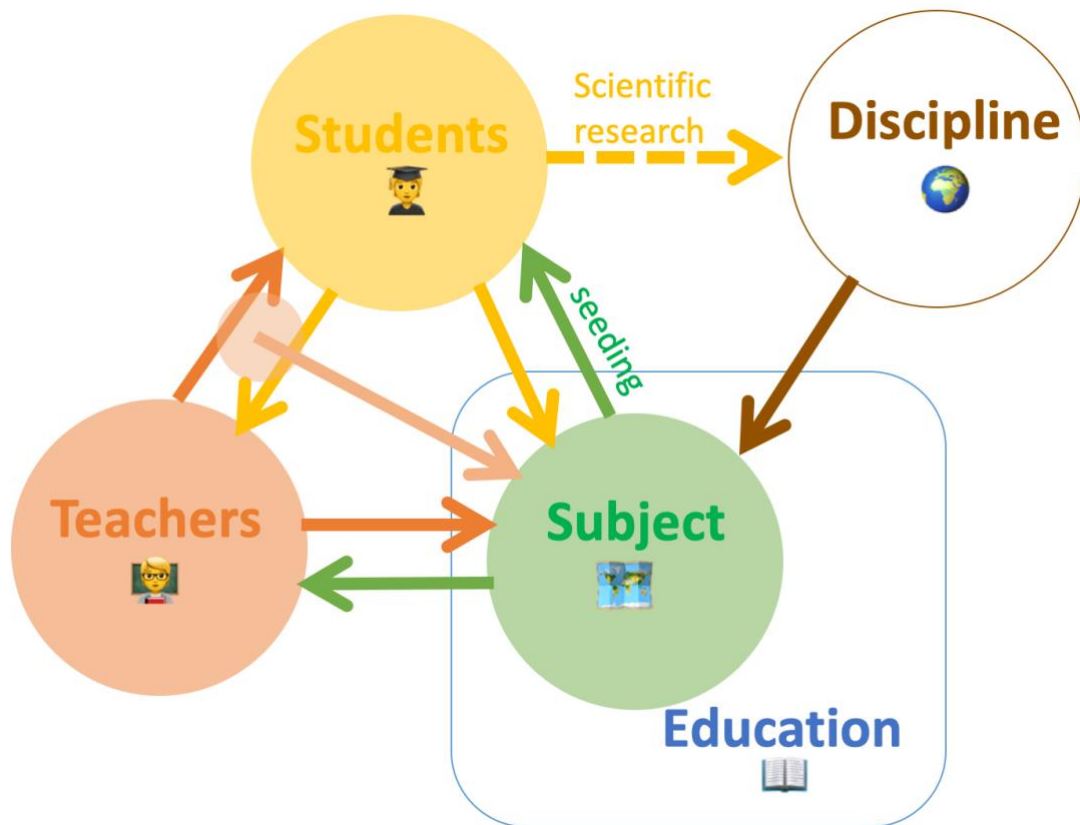 Students
Scientific
research
Discipline
seeding
Teachers
Subject
Education